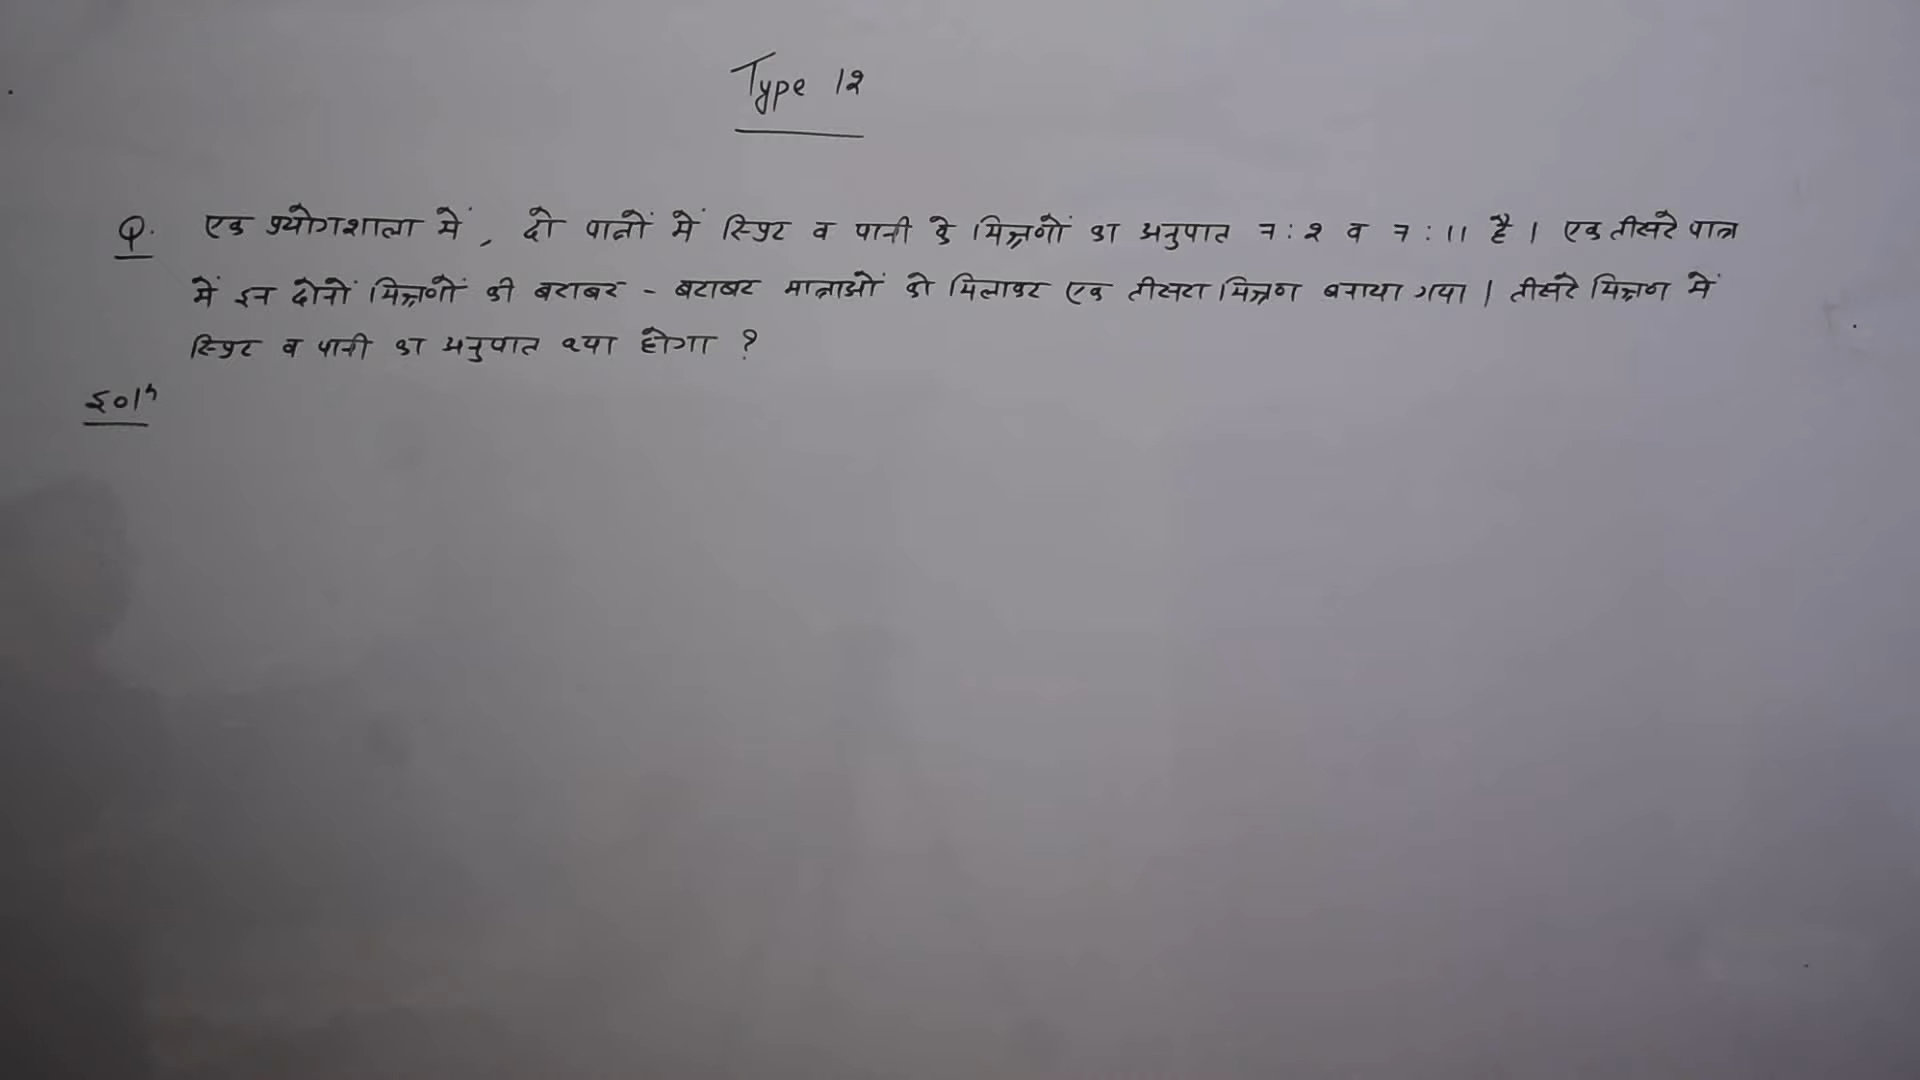 Type 12
Q. एक प्रयोगशाला में, दो पात्रों में स्प्रिट व पानी के मिश्रणों का अनुपात 7 : 2 व 7 : 11 है। एक तीसरे पात्र
में इन दोनों मिश्रणों की बराबर - बराबर मात्राओं को मिलाकर एक तीसरा मिश्रण बनाया गया। तीसरे मिश्रण में
स्प्रिट व पानी का अनुपात क्या होगा ?
Solⁿ